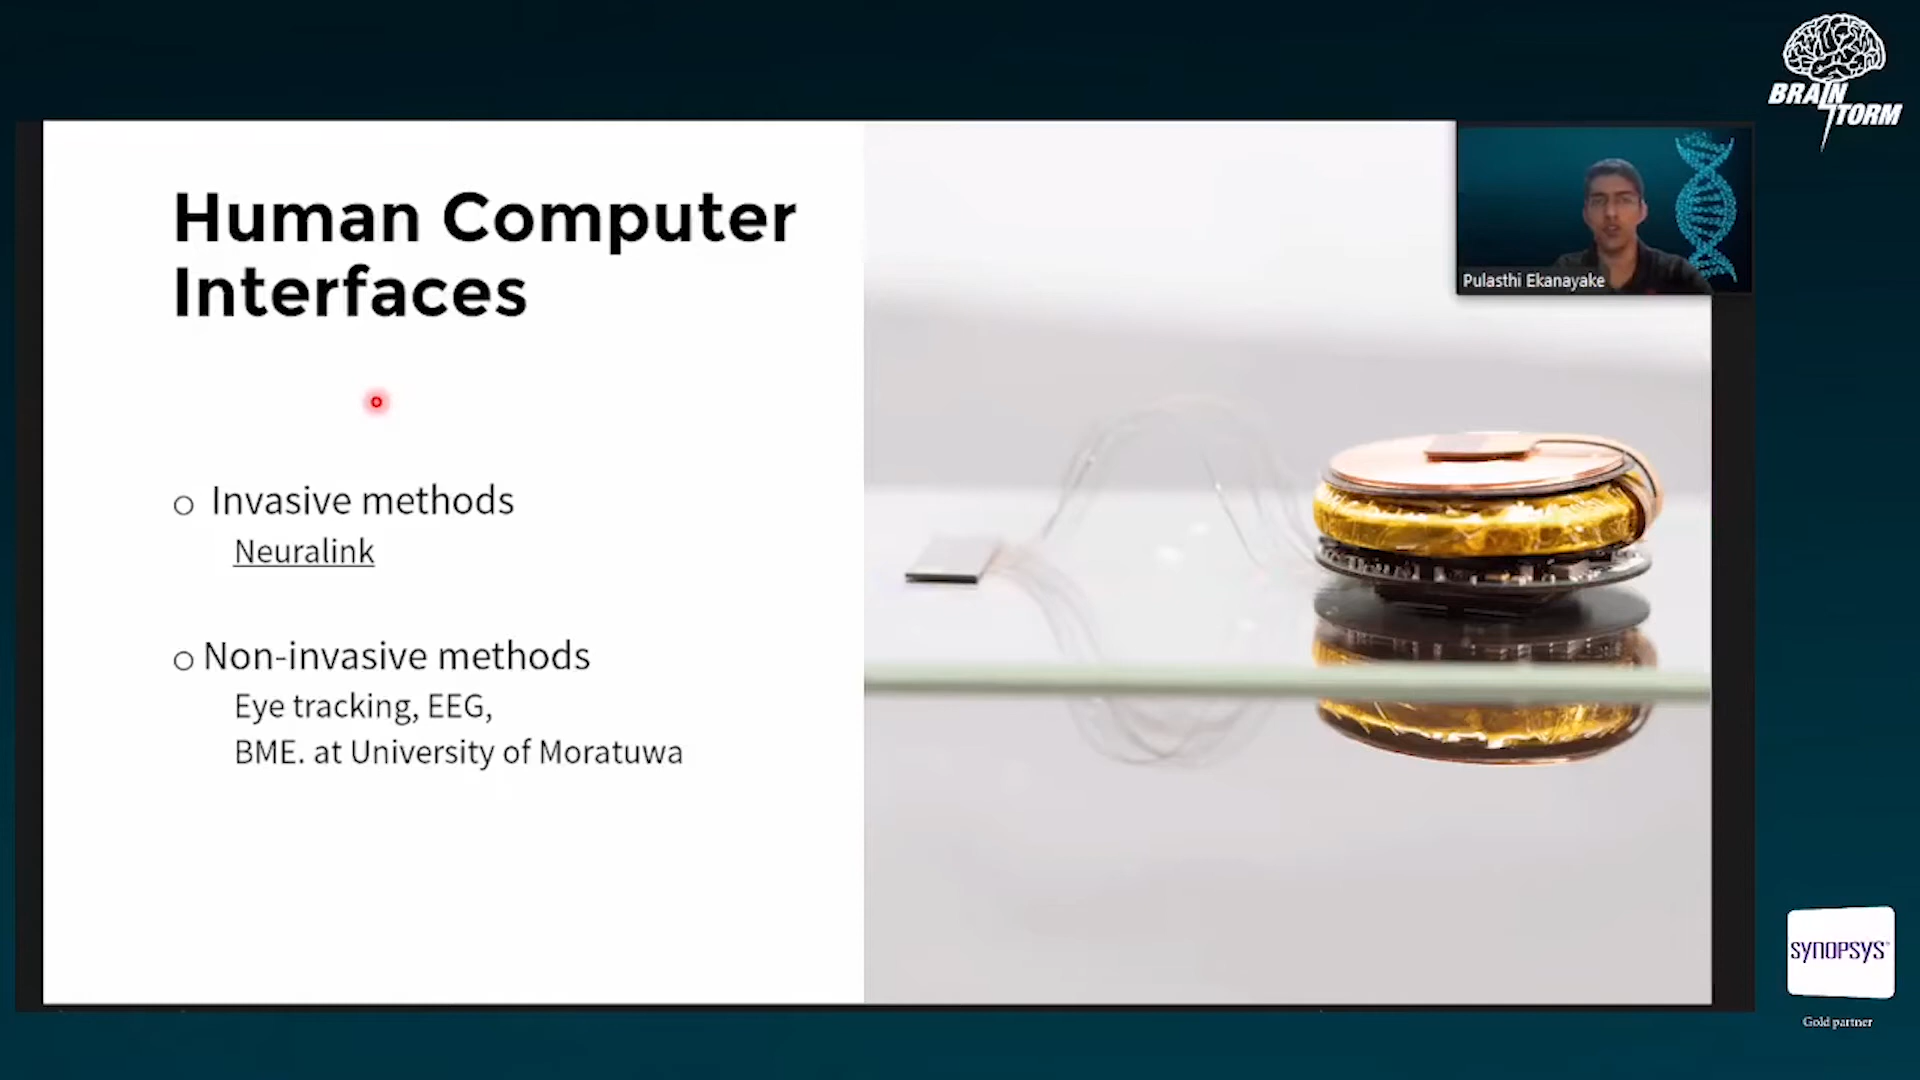 BRAIN
STORM
Human Computer
Interfaces
Pulasthi Ekanayake
Invasive methods
Neuralink
Non-invasive methods
Eye tracking, EEG,
BME. at University of Moratuwa
SYNOPSYS
Gold partner